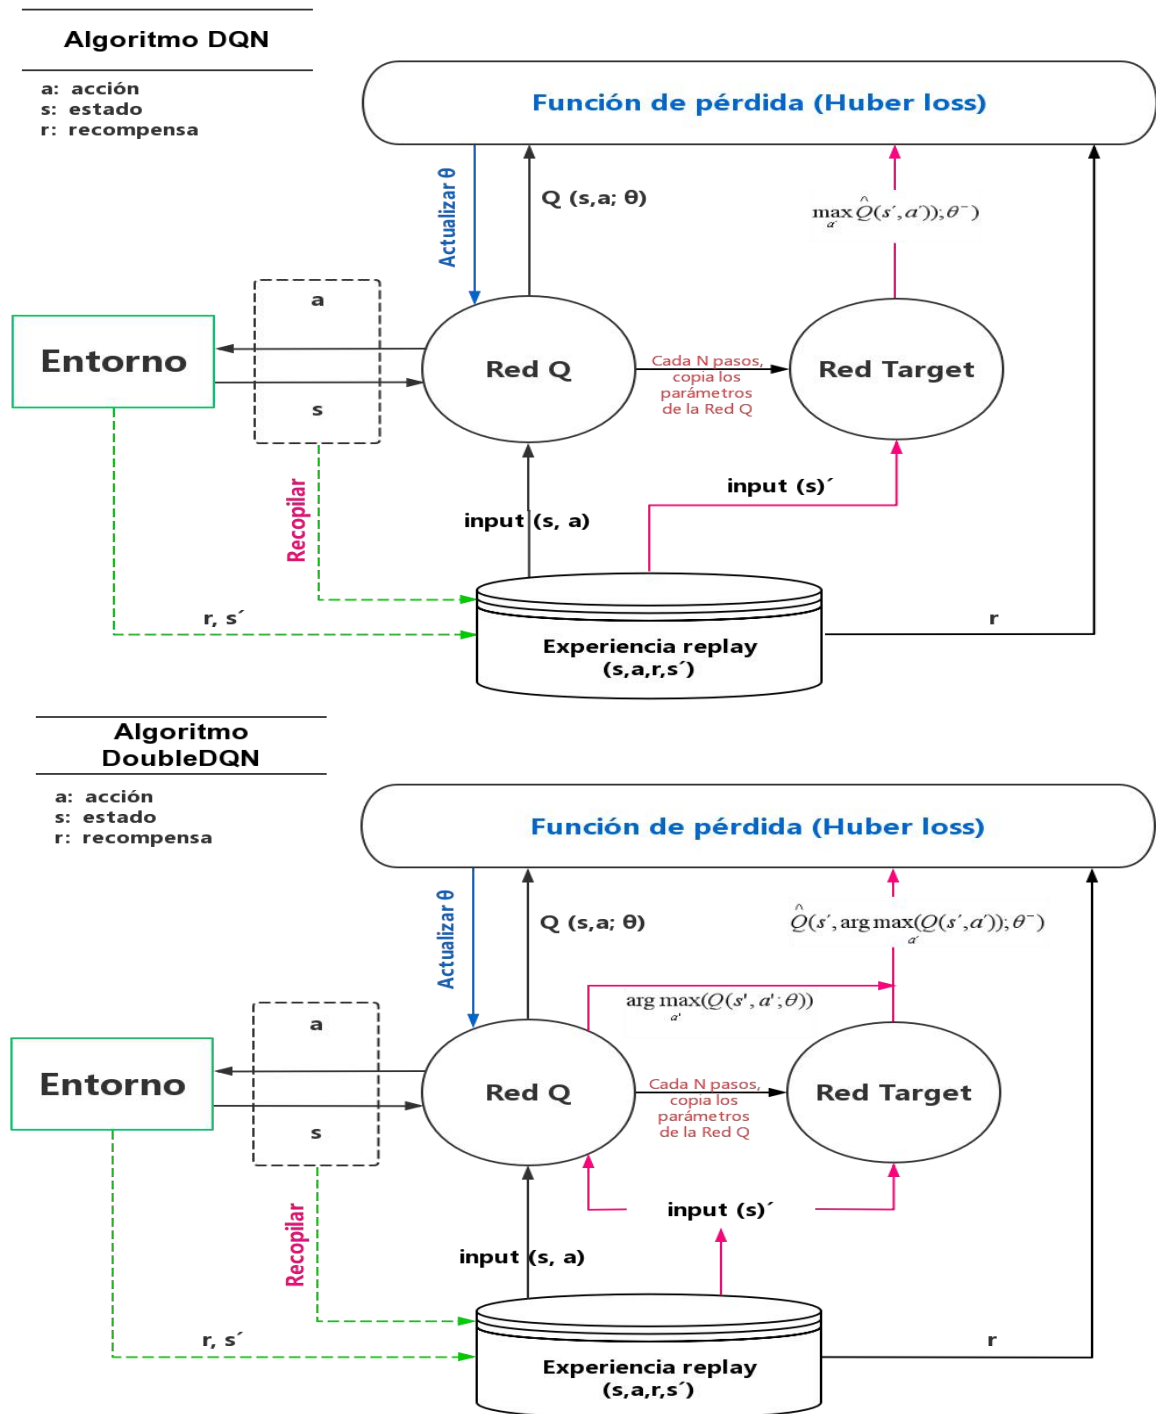 Algoritmo DQN
a: acción
s: estado
r: recompensa
Función de pérdida (Huber loss)
Actualizar θ
Q (s,a; θ)
max Q̂(s´,a´));θ⁻)
a´
a
Entorno
Red Q
Cada N pasos,
copia los
parámetros
de la Red Q
Red Target
s
Recopilar
input (s)´
input (s, a)
r, s´
Experiencia replay
(s,a,r,s´)
r
Algoritmo
DoubleDQN
a: acción
s: estado
r: recompensa
Función de pérdida (Huber loss)
Actualizar θ
Q (s,a; θ)
Q̂(s´,arg max(Q(s´,a´));θ⁻)
a´
arg max(Q(s',a';θ))
a'
a
Entorno
Red Q
Cada N pasos,
copia los
parámetros
de la Red Q
Red Target
s
Recopilar
input (s)´
input (s, a)
r, s´
Experiencia replay
(s,a,r,s´)
r